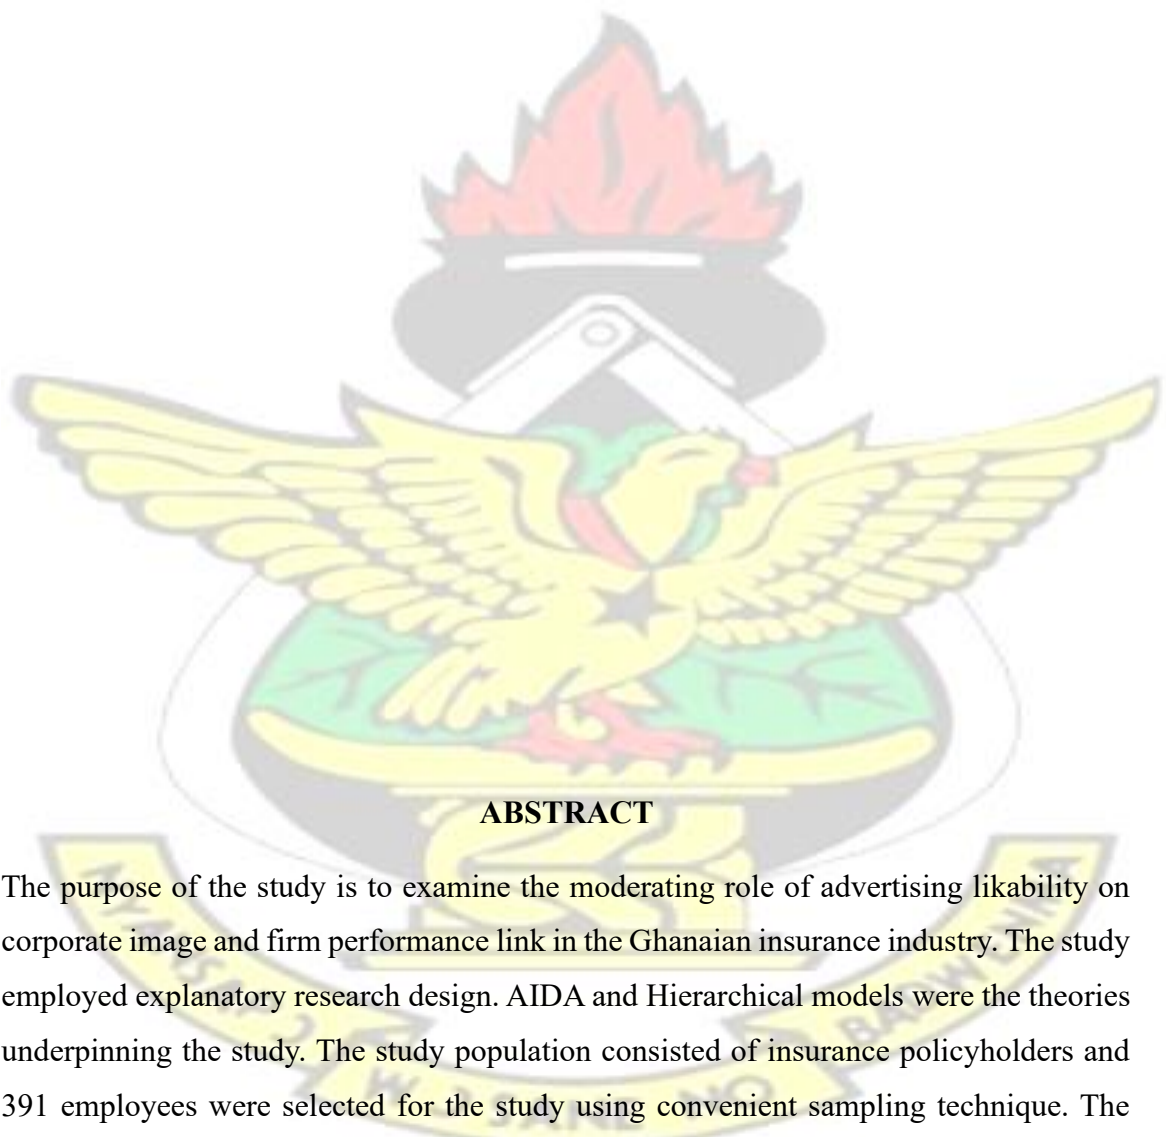 ABSTRACT
The purpose of the study is to examine the moderating role of advertising likability on
corporate image and firm performance link in the Ghanaian insurance industry. The study
employed explanatory research design. AIDA and Hierarchical models were the theories
underpinning the study. The study population consisted of insurance policyholders and
391 employees were selected for the study using convenient sampling technique. The
WƆSANE NO